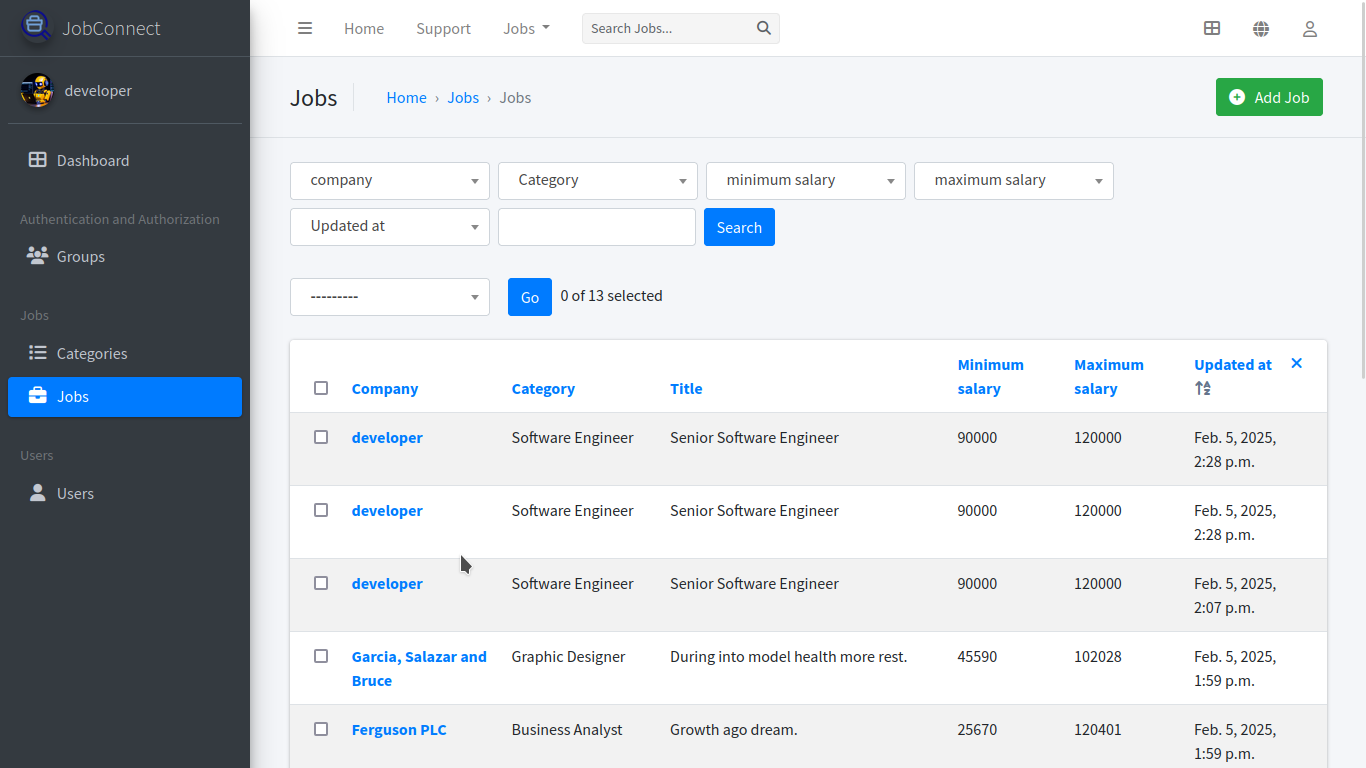 JobConnect
developer
Dashboard
Authentication and Authorization
Groups
Jobs
Categories
Jobs
Users
Users
Home Support Jobs Search Jobs...
Jobs Home › Jobs › Jobs Add Job
company Category minimum salary maximum salary
Updated at Search
--------- Go 0 of 13 selected
Company Category Title Minimum salary Maximum salary Updated at
developer Software Engineer Senior Software Engineer 90000 120000 Feb. 5, 2025,
2:28 p.m.
developer Software Engineer Senior Software Engineer 90000 120000 Feb. 5, 2025,
2:28 p.m.
developer Software Engineer Senior Software Engineer 90000 120000 Feb. 5, 2025,
2:07 p.m.
Garcia, Salazar and Graphic Designer During into model health more rest. 45590 102028 Feb. 5, 2025,
Bruce 1:59 p.m.
Ferguson PLC Business Analyst Growth ago dream. 25670 120401 Feb. 5, 2025,
1:59 p.m.